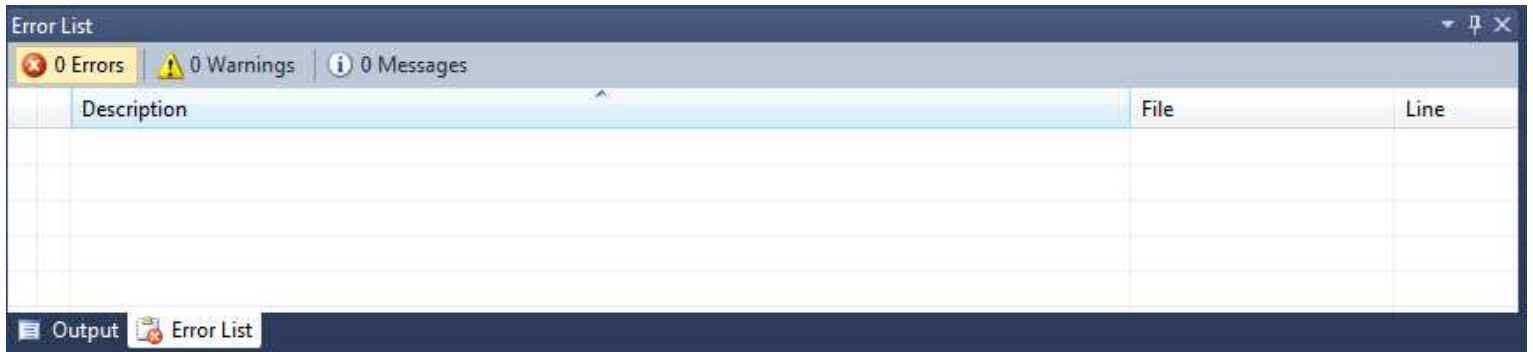 Error List
0 Errors 0 Warnings 0 Messages
Description File Line
Output Error List